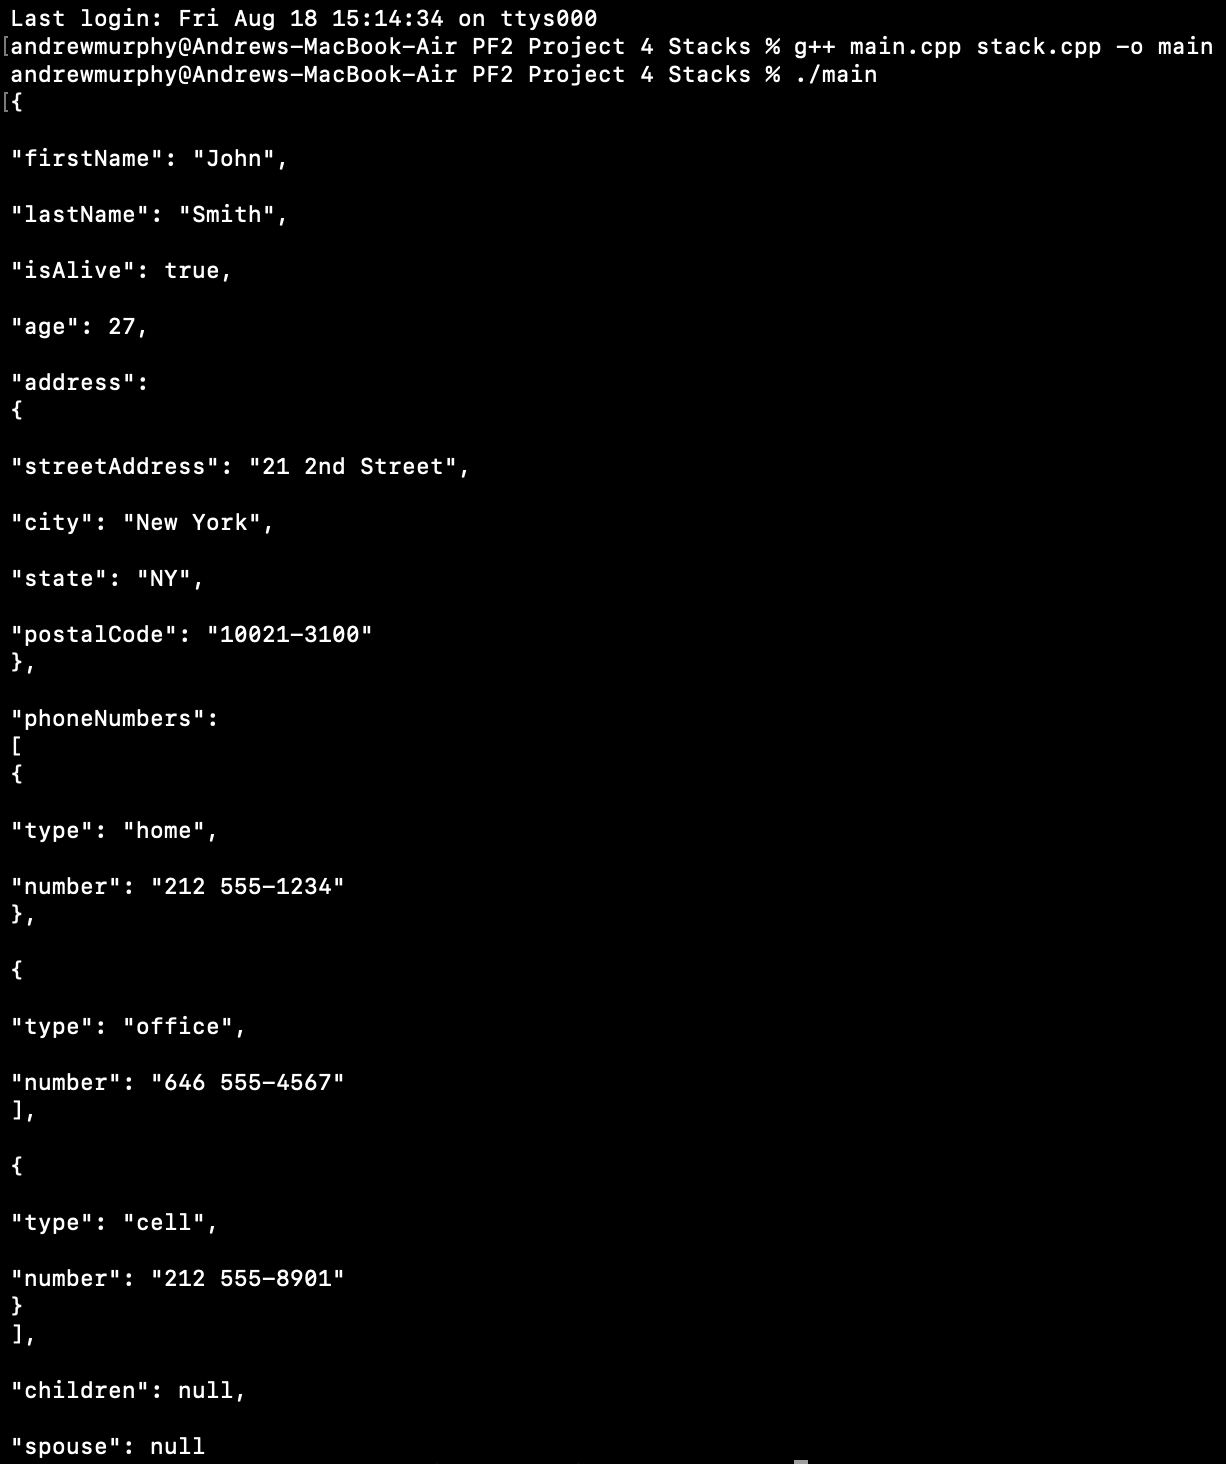 Last login: Fri Aug 18 15:14:34 on ttys000
[andrewmurphy@Andrews-MacBook-Air PF2 Project 4 Stacks % g++ main.cpp stack.cpp -o main
andrewmurphy@Andrews-MacBook-Air PF2 Project 4 Stacks % ./main
[{
"firstName": "John",
"lastName": "Smith",
"isAlive": true,
"age": 27,
"address":
{
"streetAddress": "21 2nd Street",
"city": "New York",
"state": "NY",
"postalCode": "10021-3100"
},
"phoneNumbers":
[
{
"type": "home",
"number": "212 555-1234"
},
{
"type": "office",
"number": "646 555-4567"
],
{
"type": "cell",
"number": "212 555-8901"
}
],
"children": null,
"spouse": null